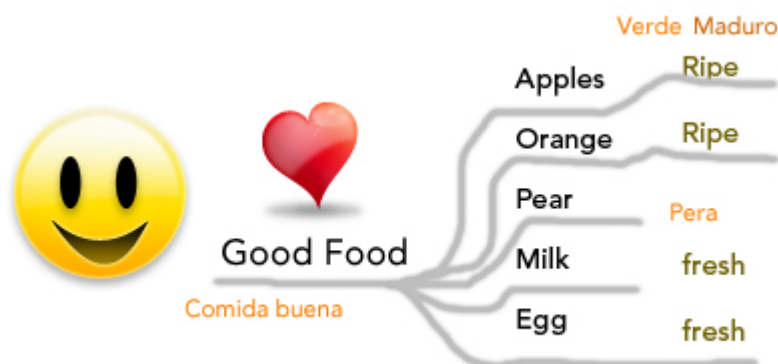 Verde Maduro
Apples Ripe
Orange Ripe
Pear Pera
Good Food
Milk fresh
Comida buena
Egg fresh